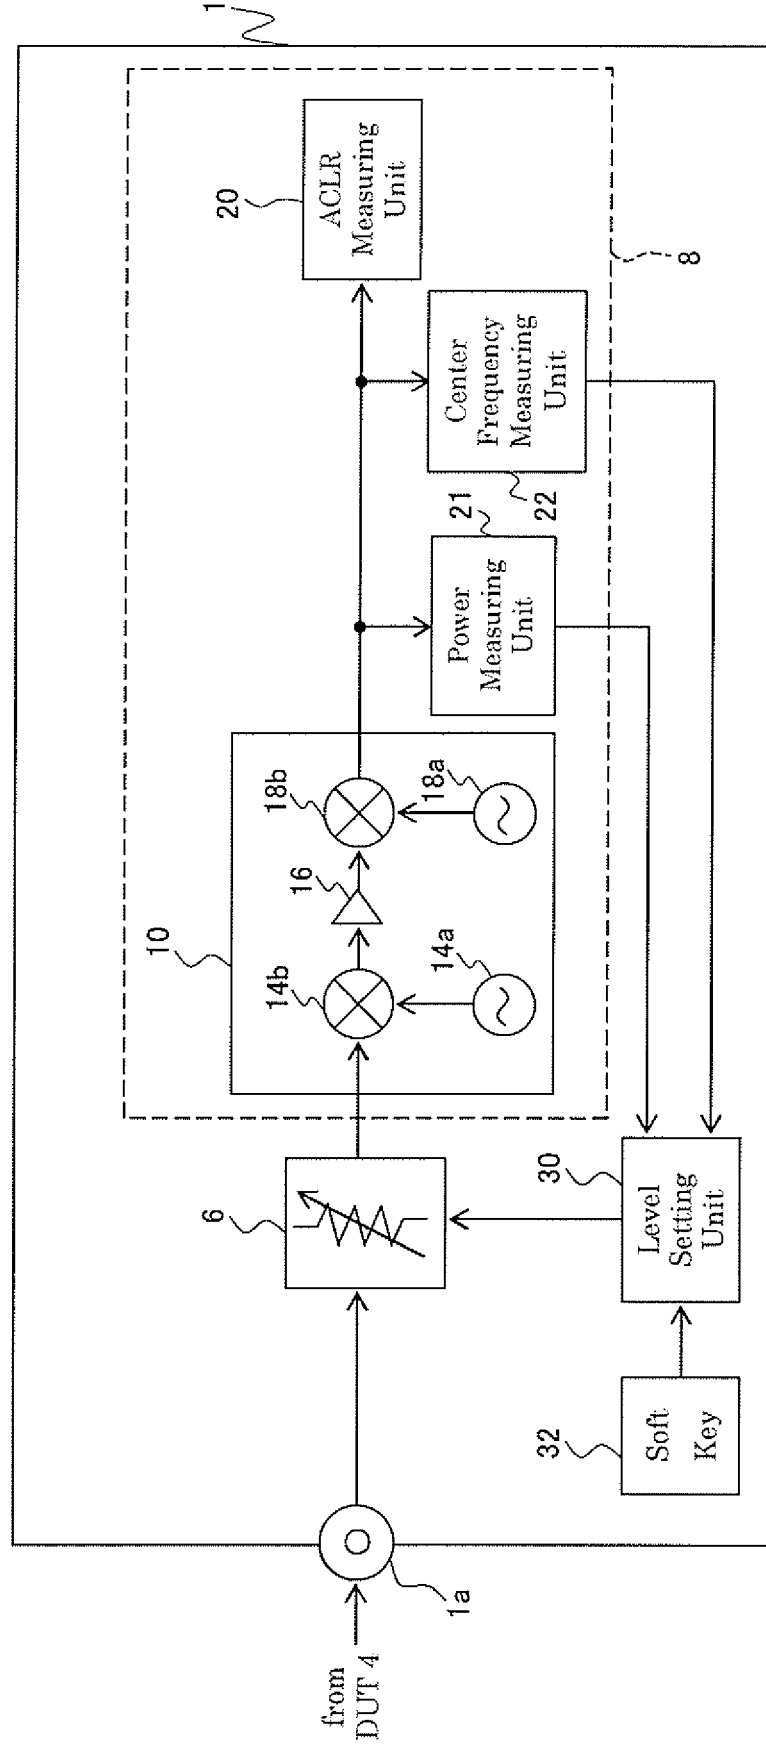 1
20
ACLR
Measuring
Unit
8
Center
Frequency
Measuring
Unit
22
21
Power
Measuring
Unit
10
14b
16
18b
14a
18a
6
30
Level
Setting
Unit
32
Soft
Key
1a
from
DUT 4